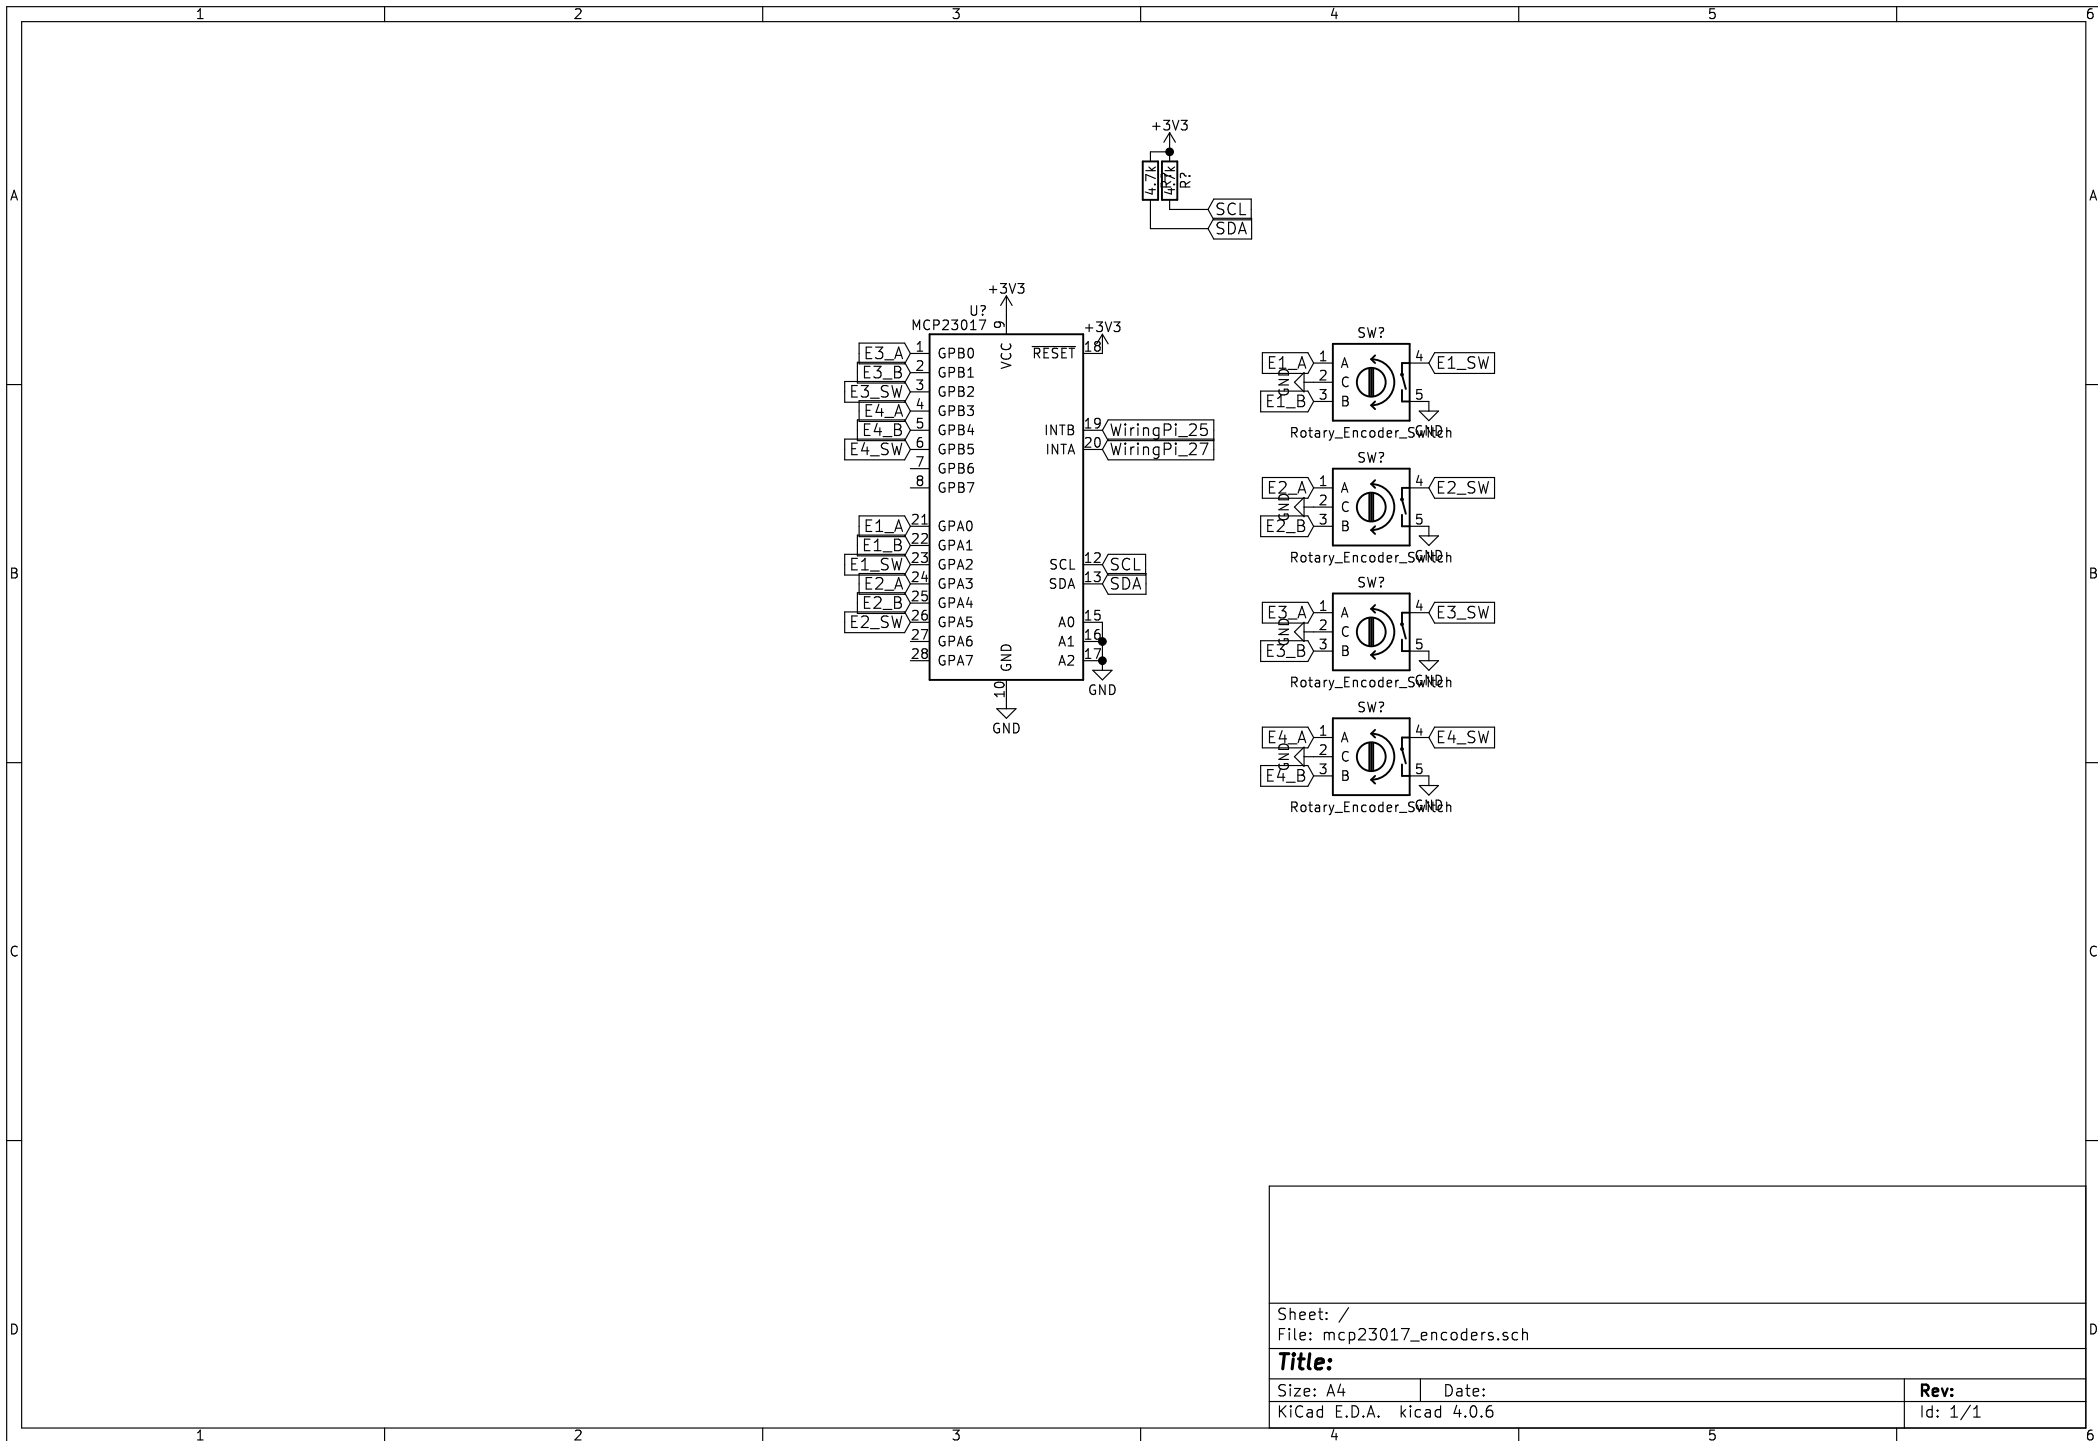 1 2 3 4 5 6
A A
+3V3
4.7k R? 4.7k R?
SCL
SDA
+3V3
U?
MCP23017
9
+3V3
E3_A 1 GPB0 VCC RESET 18
E3_B 2 GPB1
E3_SW 3 GPB2
E4_A 4 GPB3
E4_B 5 GPB4 INTB 19 WiringPi_25
E4_SW 6 GPB5 INTA 20 WiringPi_27
7 GPB6
8 GPB7
E1_A 21 GPA0
E1_B 22 GPA1
E1_SW 23 GPA2 SCL 12 SCL
E2_A 24 GPA3 SDA 13 SDA
E2_B 25 GPA4
E2_SW 26 GPA5 A0 15
27 GPA6 A1 16
28 GPA7 GND A2 17
GND
10
GND
SW?
E1_A 1 A 4 E1_SW
GND 2 C
E1_B 3 B 5
GND
Rotary_Encoder_Switch
SW?
E2_A 1 A 4 E2_SW
GND 2 C
E2_B 3 B 5
GND
Rotary_Encoder_Switch
SW?
E3_A 1 A 4 E3_SW
GND 2 C
E3_B 3 B 5
GND
Rotary_Encoder_Switch
SW?
E4_A 1 A 4 E4_SW
GND 2 C
E4_B 3 B 5
GND
Rotary_Encoder_Switch
B B
C C
D D
Sheet: /
File: mcp23017_encoders.sch
Title:
Size: A4 Date: Rev:
KiCad E.D.A. kicad 4.0.6 Id: 1/1
1 2 3 4 5 6